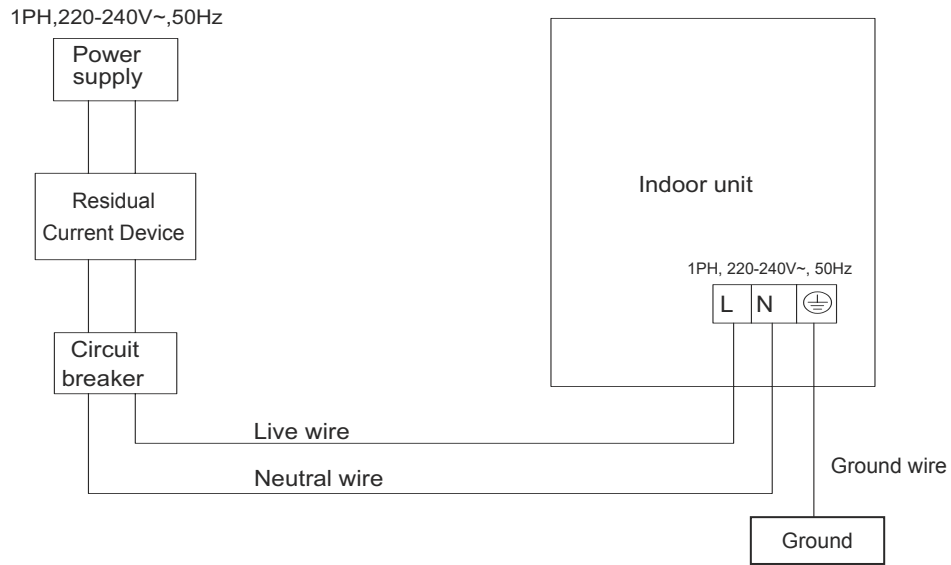 1PH,220-240V~,50Hz
Power
supply
Residual
Current Device
Circuit
breaker
Live wire
Neutral wire
Indoor unit
1PH, 220-240V~, 50Hz
L N
Ground wire
Ground